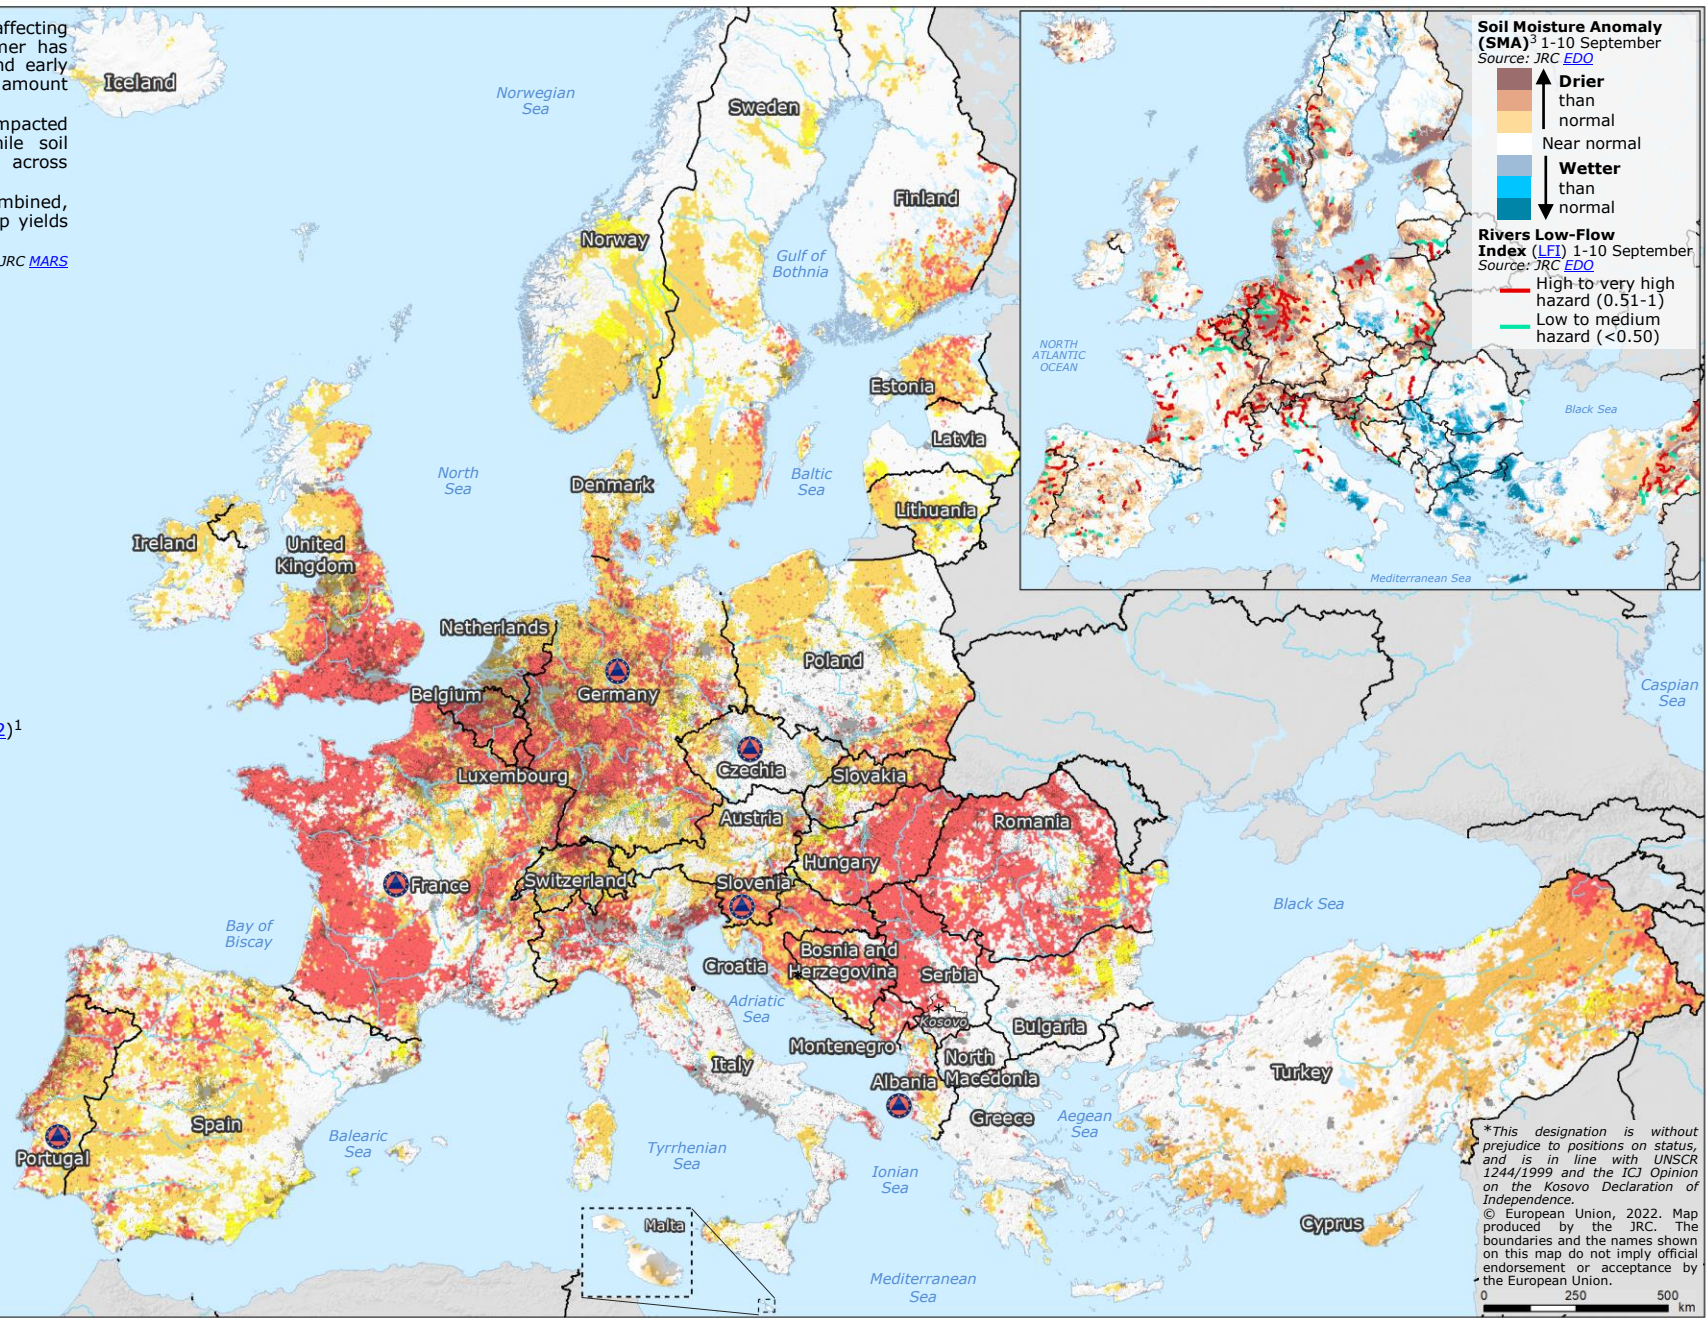 affecting
mer has
nd early
amount
mpacted
ile soil
across
mbined,
p yields
JRC MARS
2)1
Iceland
Norwegian
Sea
Sweden
Finland
Norway
Gulf of
Bothnia
Estonia
Latvia
Lithuania
North
Sea
Denmark
Baltic
Sea
Ireland
United
Kingdom
Netherlands
Poland
Belgium
Germany
Luxembourg
Czechia
Slovakia
Austria
Romania
Hungary
France
Switzerland
Slovenia
Bay of
Biscay
Croatia
Bosnia and
Herzegovina
Serbia
Black Sea
Caspian
Sea
Adriatic
Sea
*
Kosovo
Bulgaria
Montenegro
Italy
North
Macedonia
Albania
Turkey
Greece
Aegean
Sea
Spain
Portugal
Balearic
Sea
Tyrrhenian
Sea
Ionian
Sea
Malta
Cyprus
Mediterranean
Sea
Soil Moisture Anomaly
(SMA)3 1-10 September
Source: JRC EDO
Drier
than
normal
Near normal
Wetter
than
normal
Rivers Low-Flow
Index (LFI) 1-10 September
Source: JRC EDO
High to very high
hazard (0.51-1)
Low to medium
hazard (<0.50)
NORTH
ATLANTIC
OCEAN
Black Sea
Mediterranean Sea
*This designation is without
prejudice to positions on status,
and is in line with UNSCR
1244/1999 and the ICJ Opinion
on the Kosovo Declaration of
Independence.
© European Union, 2022. Map
produced by the JRC. The
boundaries and the names shown
on this map do not imply official
endorsement or acceptance by
the European Union.
0 250 500
km